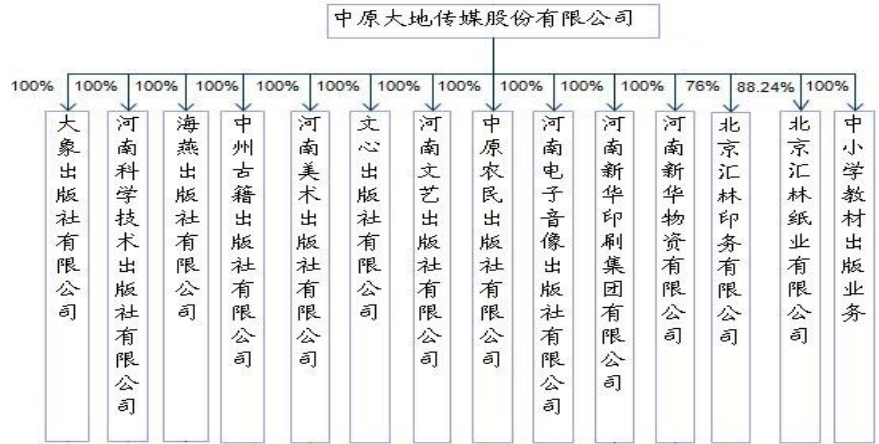 中原大地传媒股份有限公司
100% 100% 100% 100% 100% 100% 100% 100% 100% 100% 100% 76% 88.24% 100%
大象出版社有限公司
河南科学技术出版社有限公司
海燕出版社有限公司
中州古籍出版社有限公司
河南美术出版社有限公司
文心出版社有限公司
河南文艺出版社有限公司
中原农民出版社有限公司
河南电子音像出版社有限公司
河南新华印刷集团有限公司
河南新华物资有限公司
北京汇林印务有限公司
北京汇林纸业有限公司
中小学教材出版业务